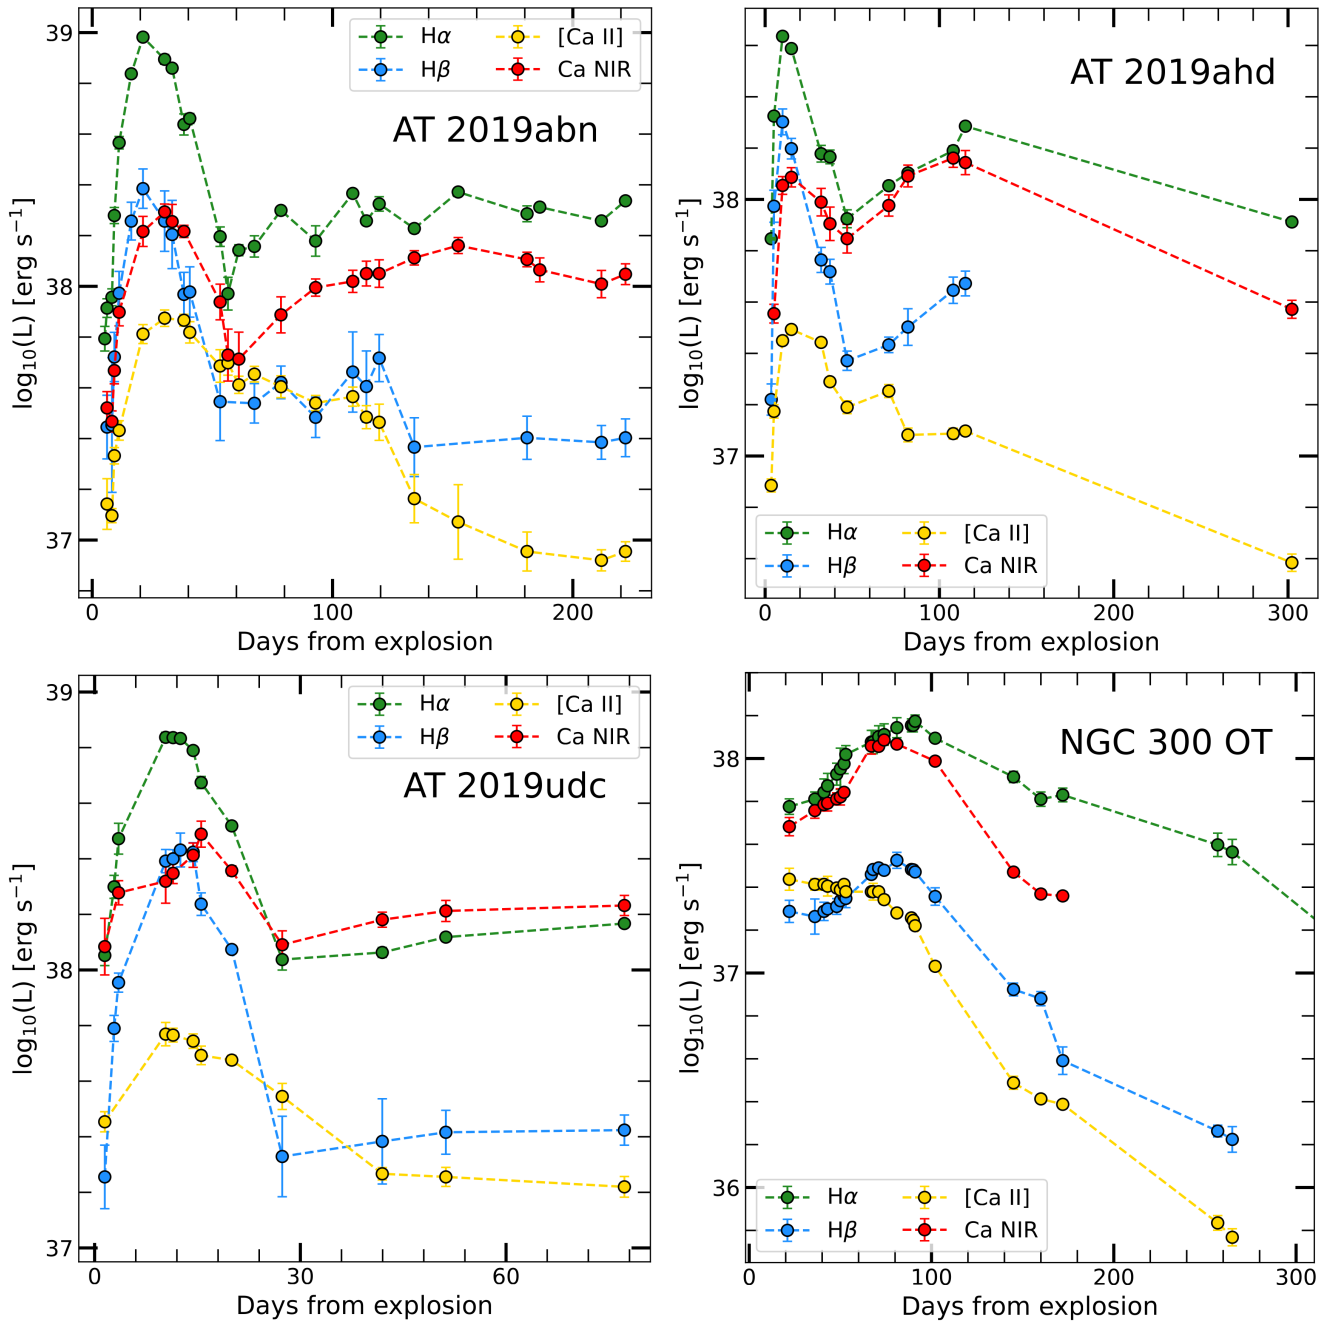 39
38
37
log₁₀(L) [erg s⁻¹]
Hα [Ca II]
Hβ Ca NIR
AT 2019abn
0 100 200
Days from explosion
38
37
log₁₀(L) [erg s⁻¹]
AT 2019ahd
Hα [Ca II]
Hβ Ca NIR
0 100 200 300
Days from explosion
39
38
37
log₁₀(L) [erg s⁻¹]
Hα [Ca II]
Hβ Ca NIR
AT 2019udc
0 30 60
Days from explosion
38
37
36
log₁₀(L) [erg s⁻¹]
NGC 300 OT
Hα [Ca II]
Hβ Ca NIR
0 100 200 300
Days from explosion